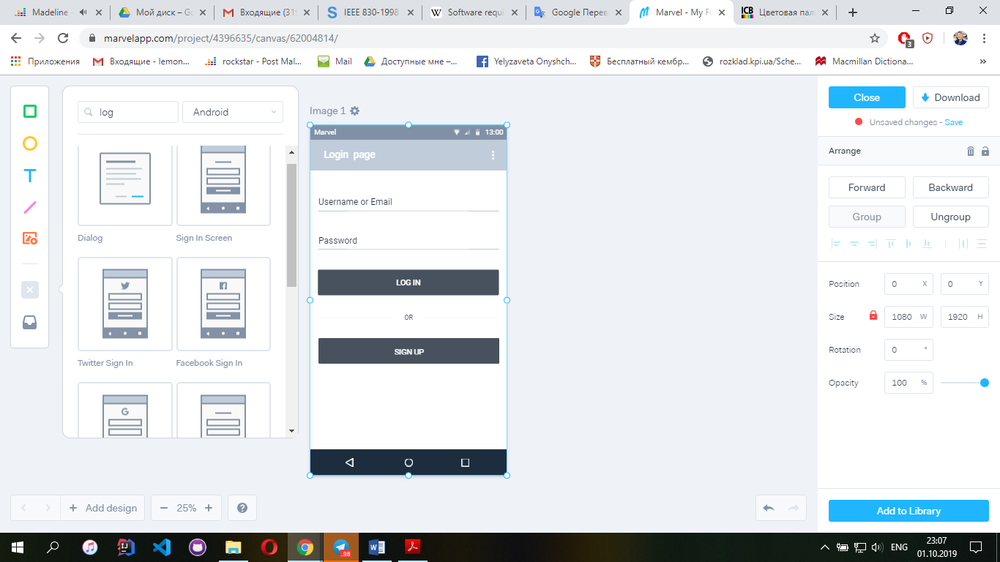 Madeline -
Мой диск – Go
Входящие (315
IEEE 830-1998
Software requi
Google Перев
Marvel - My Fi
Цветовая пал
marvelapp.com/project/4396635/canvas/62004814/
3
Приложения
Входящие - lemon...
rockstar - Post Mal...
Mail
Доступные мне –...
Yelyzaveta Onyshch...
Бесплатный кембр...
rozklad.kpi.ua/Sche...
Macmillan Dictiona...
»
log
Android
Dialog
Sign In Screen
Twitter Sign In
Facebook Sign In
Image 1
Marvel
13:00
Login page
Username or Email
Password
LOG IN
OR
SIGN UP
Close
Download
Unsaved changes - Save
Arrange
Forward
Backward
Group
Ungroup
Position
0 X
0 Y
Size
1080 W
1920 H
Rotation
0 °
Opacity
100 %
Add to Library
+ Add design
− 25% +
?
ENG
23:07
01.10.2019